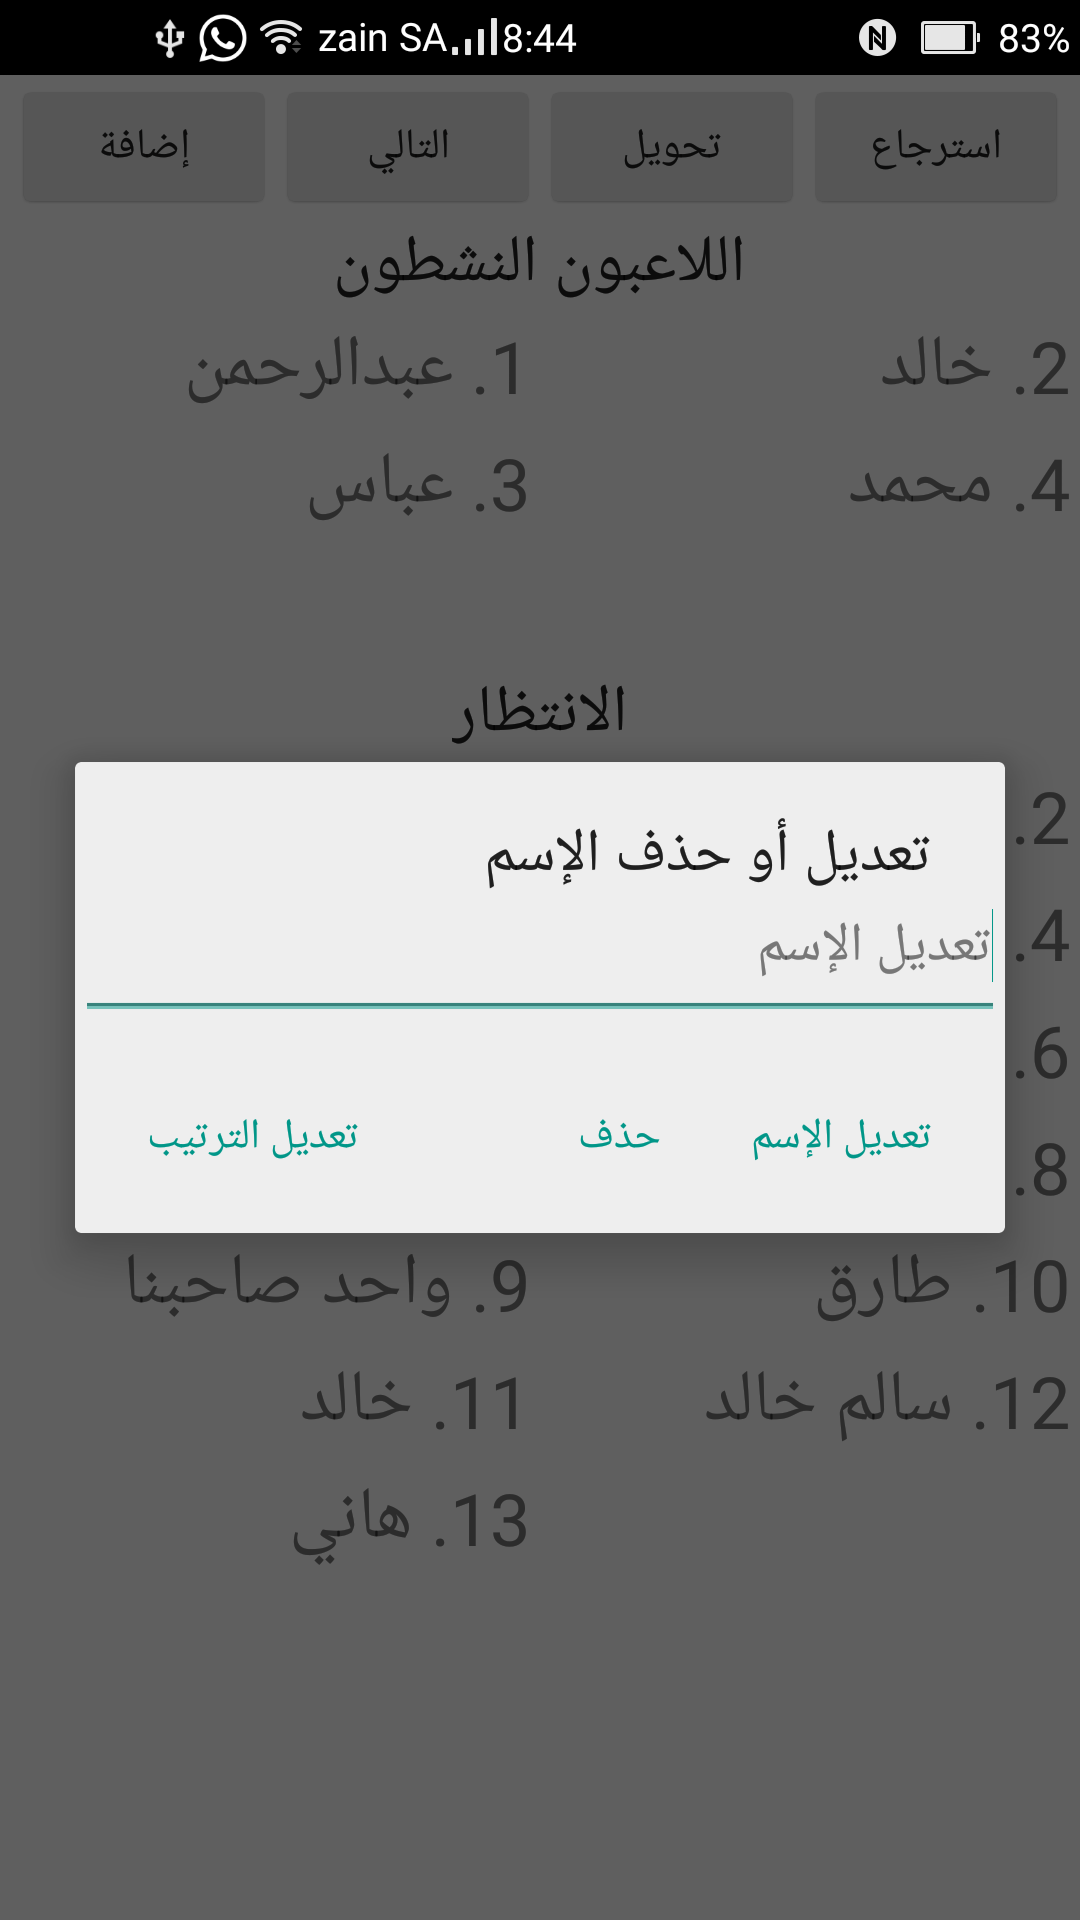 zain SA 8:44 83%
استرجاع تحويل التالي إضافة
اللاعبون النشطون
1. عبدالرحمن 2. خالد
3. عباس 4. محمد
الانتظار
2.
تعديل أو حذف الإسم
4.
تعديل الإسم
6.
8.
تعديل الإسم حذف تعديل الترتيب
9. واحد صاحبنا 10. طارق
11. خالد 12. سالم خالد
13. هاني